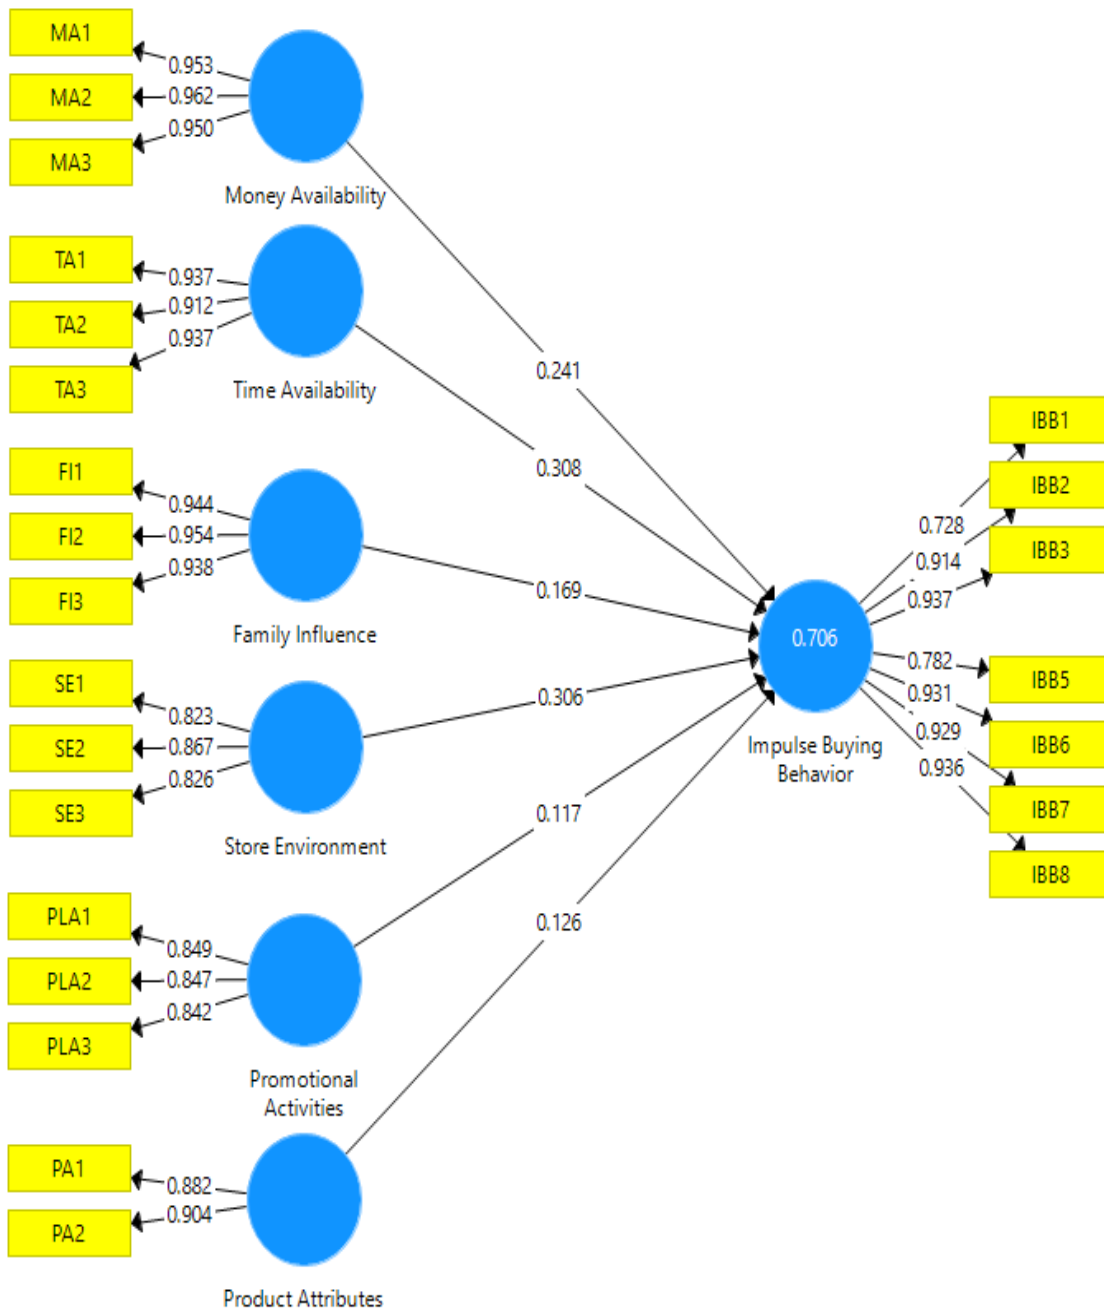 MA1
0.953
MA2
0.962
0.950
MA3
Money Availability
TA1
0.937
0.912
TA2
0.937
TA3
Time Availability
0.241
0.308
FI1
0.944
FI2
0.954
0.938
FI3
Family Influence
0.169
SE1
0.823
SE2
0.867
0.826
SE3
Store Environment
0.306
PLA1
0.849
PLA2
0.847
0.842
PLA3
Promotional
Activities
0.117
PA1
0.882
0.904
PA2
Product Attributes
0.126
0.706
Impulse Buying
Behavior
IBB1
0.728
IBB2
0.914
IBB3
0.937
0.782
IBB5
0.931
0.929
IBB6
0.936
IBB7
IBB8